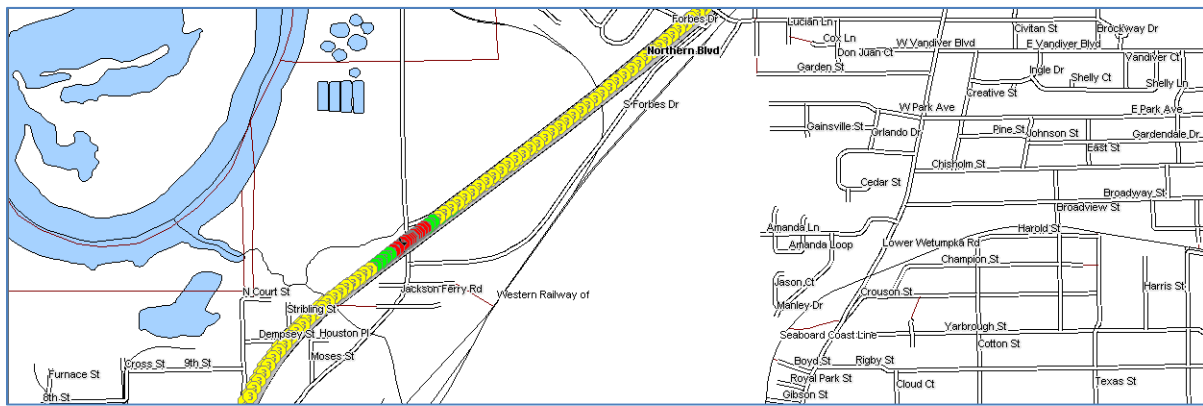 Forbes Dr
Lucian Ln
Civitan St
Brockway Dr
Cox Ln
Northern Blvd
Don Juan Ct
W Vandiver Blvd
E Vandiver Blvd
Vandiver Ct
Garden St
Ingle Dr
Shelly Ct
Shelly Ln
Creative St
S Forbes Dr
W Park Ave
E Park Ave
Gainsville St
Orlando Dr
Pine St
Johnson St
Gardendale Dr
East St
Chisholm St
Cedar St
Broadway St
Broadview St
Amanda Ln
Harold St
Amanda Loop
Lower Wetumpka Rd
Champion St
Jason Ct
Harris St
N Court St
Jackson Ferry Rd
Western Railway of
Crouson St
Manley Dr
Stribling St
Dempsey St
Houston Pl
Seaboard Coast Line
Yarbrough St
Cotton St
Moses St
Cross St
9th St
Boyd St
Rigby St
Furnace St
Royal Park St
Cloud Ct
Texas St
8th St
3
Gibson St